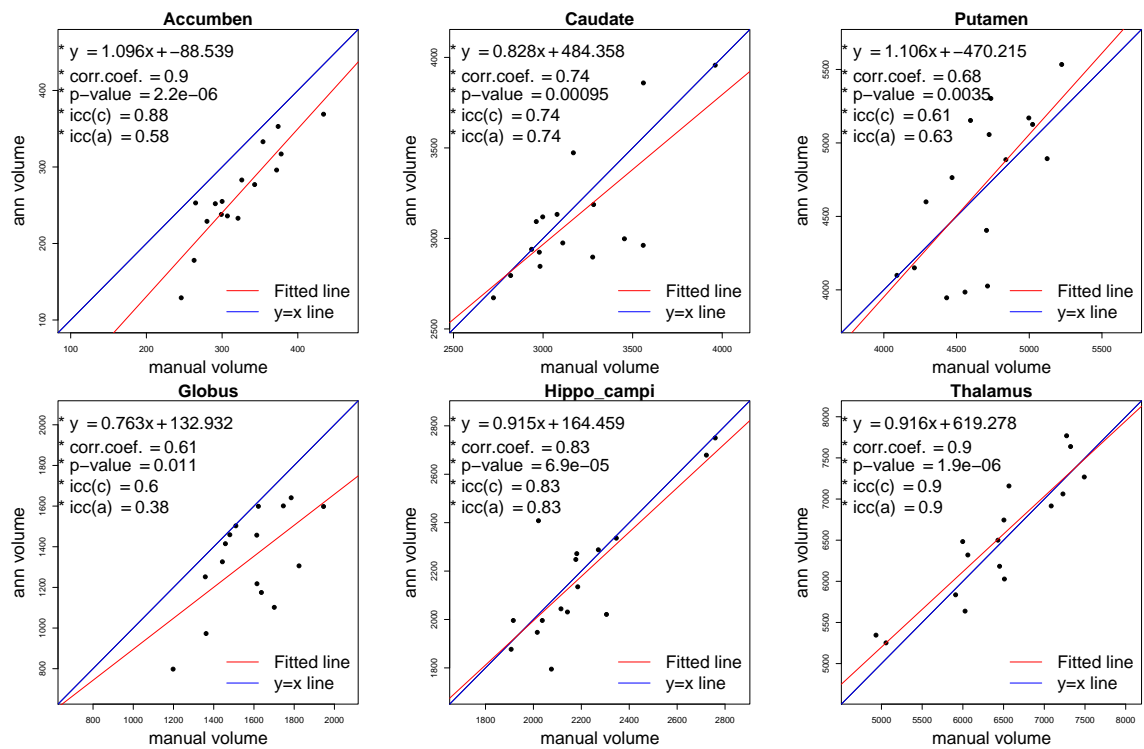 Accumben
* y = 1.096x + −88.539
* corr.coef. = 0.9
* p−value = 2.2e−06
* icc(c) = 0.88
* icc(a) = 0.58
Fitted line
y=x line
ann volume
100 200 300 400
100 200 300 400
manual volume
Caudate
* y = 0.828x + 484.358
* corr.coef. = 0.74
* p−value = 0.00095
* icc(c) = 0.74
* icc(a) = 0.74
Fitted line
y=x line
ann volume
2500 3000 3500 4000
2500 3000 3500 4000
manual volume
Putamen
* y = 1.106x + −470.215
* corr.coef. = 0.68
* p−value = 0.0035
* icc(c) = 0.61
* icc(a) = 0.63
Fitted line
y=x line
ann volume
4000 4500 5000 5500
4000 4500 5000 5500
manual volume
Globus
* y = 0.763x + 132.932
* corr.coef. = 0.61
* p−value = 0.011
* icc(c) = 0.6
* icc(a) = 0.38
Fitted line
y=x line
ann volume
800 1000 1200 1400 1600 1800 2000
800 1000 1200 1400 1600 1800 2000
manual volume
Hippo_campi
* y = 0.915x + 164.459
* corr.coef. = 0.83
* p−value = 6.9e−05
* icc(c) = 0.83
* icc(a) = 0.83
Fitted line
y=x line
ann volume
1800 2000 2200 2400 2600 2800
1800 2000 2200 2400 2600 2800
manual volume
Thalamus
* y = 0.916x + 619.278
* corr.coef. = 0.9
* p−value = 1.9e−06
* icc(c) = 0.9
* icc(a) = 0.9
Fitted line
y=x line
ann volume
5000 5500 6000 6500 7000 7500 8000
5000 5500 6000 6500 7000 7500 8000
manual volume